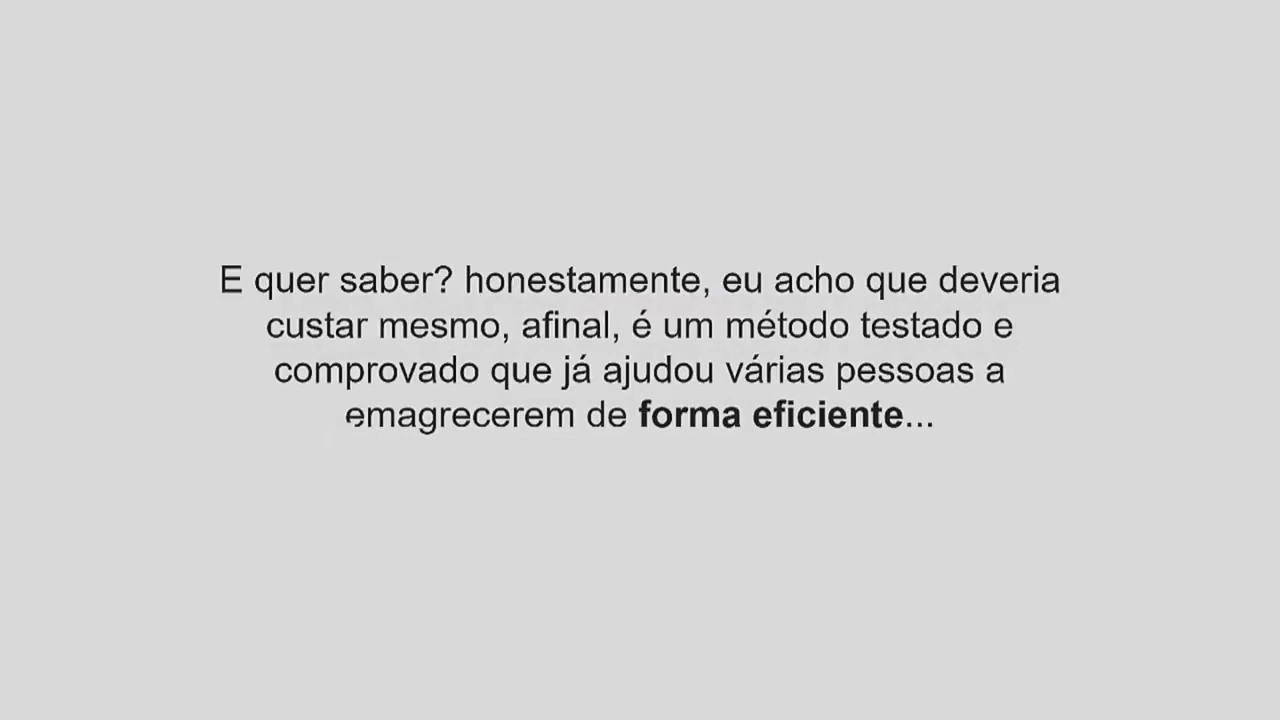 E quer saber? honestamente, eu acho que deveria
custar mesmo, afinal, é um método testado e
comprovado que já ajudou várias pessoas a
emagrecerem de forma eficiente...